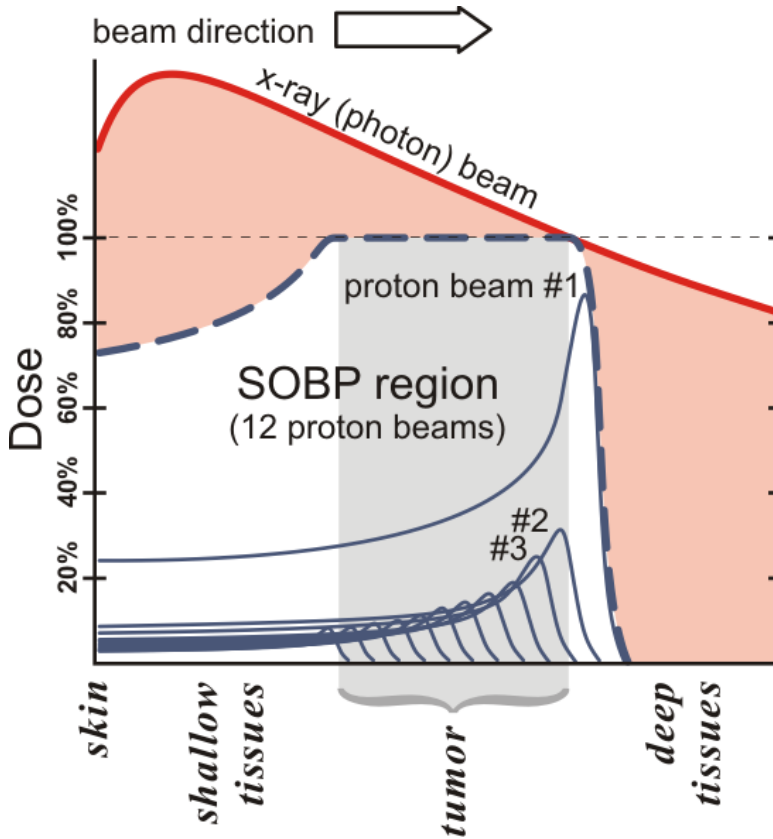 beam direction
x-ray (photon) beam
100%
80%
60%
40%
20%
Dose
proton beam #1
SOBP region
(12 proton beams)
#2
#3
skin
shallow
tissues
tumor
deep
tissues